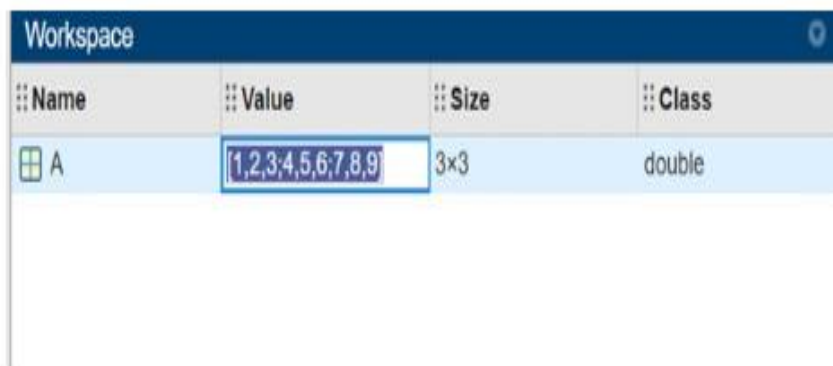 Workspace
Name Value Size Class
A [1,2,3;4,5,6;7,8,9] 3×3 double